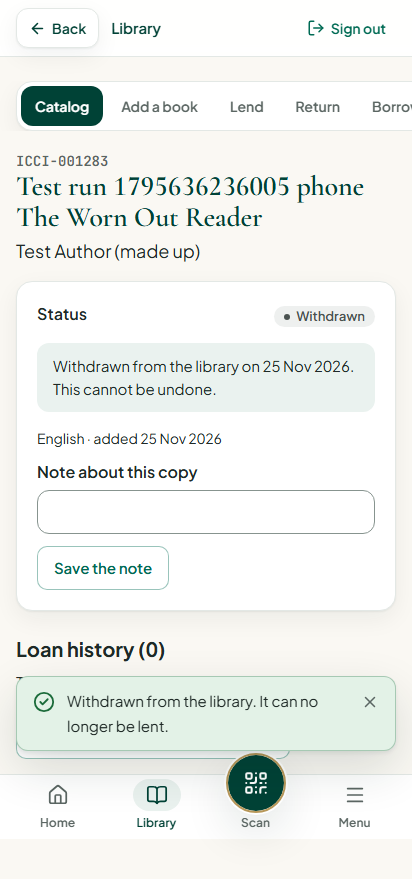 Back
Library
Sign out
Catalog
Add a book
Lend
Return
ICCI-001283
Test run 1795636236005 phone
The Worn Out Reader
Test Author (made up)
Status
Withdrawn
Withdrawn from the library on 25 Nov 2026.
This cannot be undone.
English · added 25 Nov 2026
Note about this copy
Save the note
Loan history (0)
Withdrawn from the library. It can no
longer be lent.
Home
Library
Scan
Menu